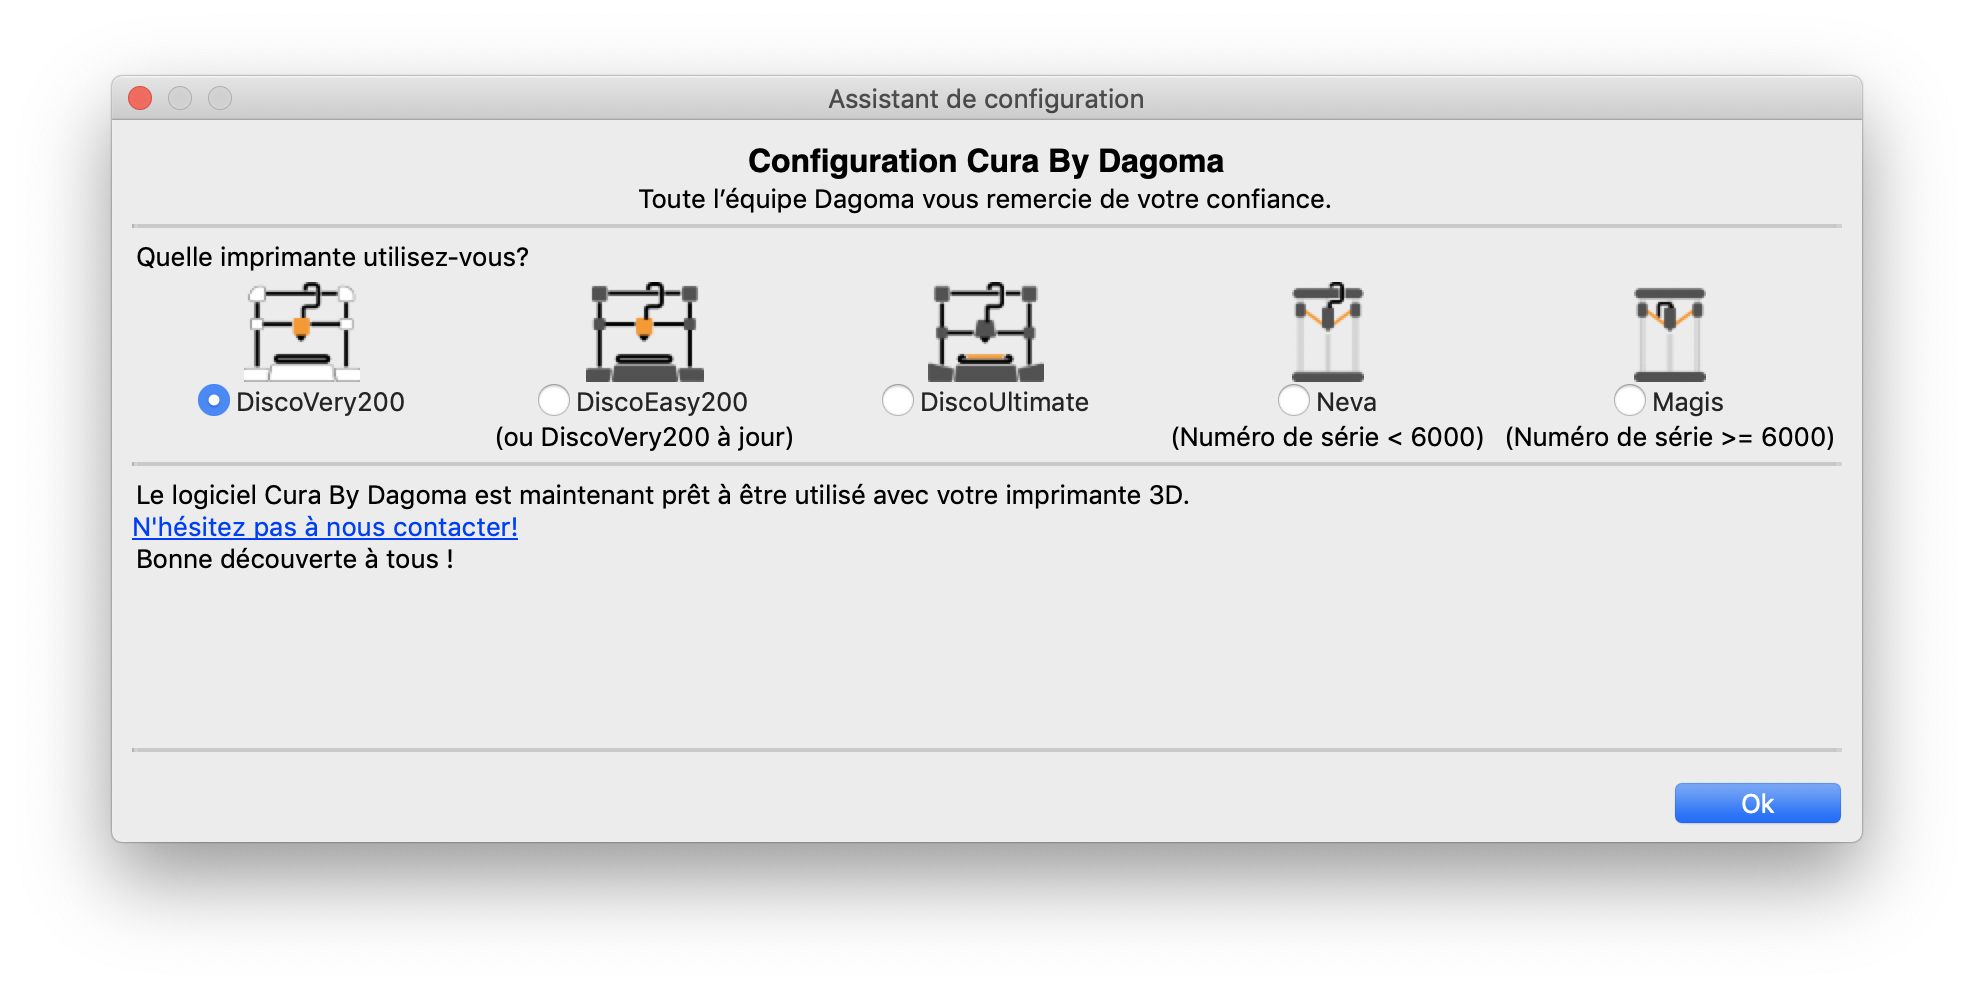 Assistant de configuration
Configuration Cura By Dagoma
Toute l’équipe Dagoma vous remercie de votre confiance.
Quelle imprimante utilisez-vous?
DiscoVery200
DiscoEasy200
(ou DiscoVery200 à jour)
DiscoUltimate
Neva
(Numéro de série < 6000)
Magis
(Numéro de série >= 6000)
Le logiciel Cura By Dagoma est maintenant prêt à être utilisé avec votre imprimante 3D.
N'hésitez pas à nous contacter!
Bonne découverte à tous !
Ok